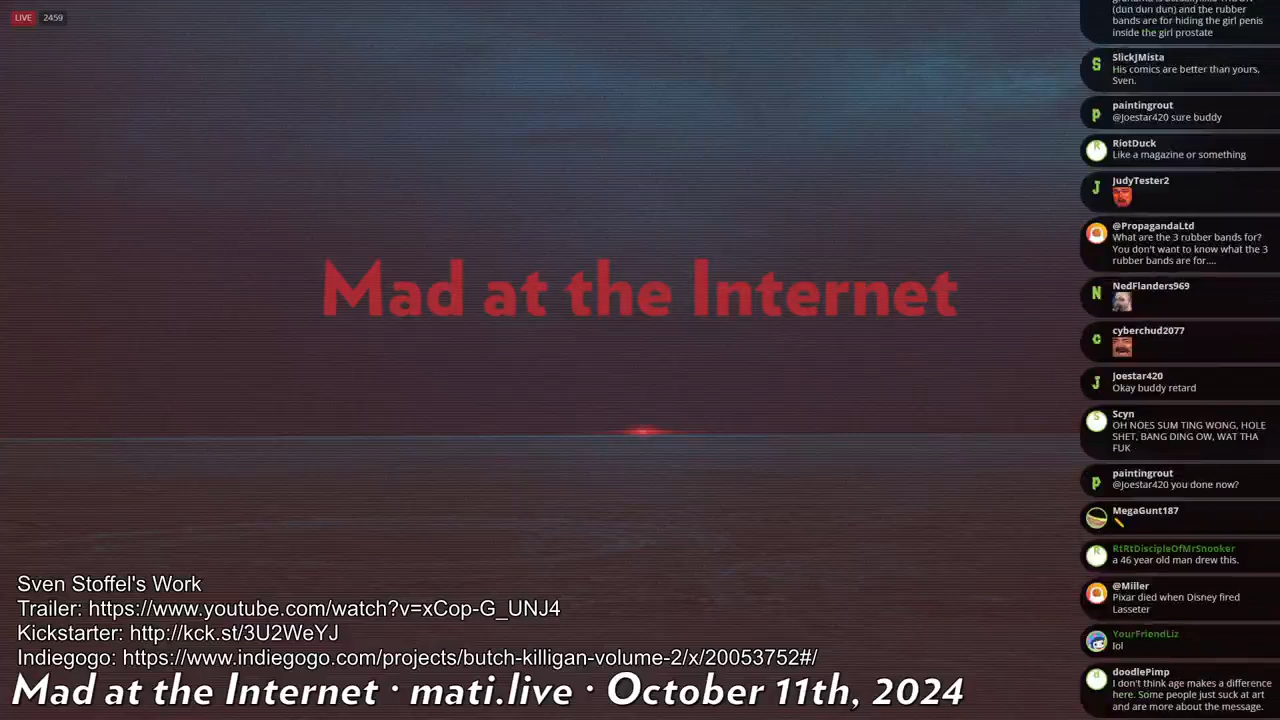 LIVE 2459
(dun dun dun) and the rubber
bands are for hiding the girl penis
inside the girl prostate
SlickJMista
His comics are better than yours,
Sven.
paintingrout
@Joestar420 sure buddy
RiotDuck
Like a magazine or something
JudyTester2
@PropagandaLtd
What are the 3 rubber bands for?
You don't want to know what the 3
rubber bands are for....
NedFlanders969
cyberchud2077
Joestar420
Okay buddy retard
Scyn
OH NOES SUM TING WONG, HOLE
SHET, BANG DING OW, WAT THA
FUK
paintingrout
@Joestar420 you done now?
MegaGunt187
RtRtDiscipleOfMrSnooker
a 46 year old man drew this.
@Miller
Pixar died when Disney fired
Lasseter
YourFriendLiz
lol
doodlePimp
I don't think age makes a difference
here. Some people just suck at art
and are more about the message.
Mad at the Internet
Sven Stoffel's Work
Trailer: https://www.youtube.com/watch?v=xCop-G_UNJ4
Kickstarter: http://kck.st/3U2WeYJ
Indiegogo: https://www.indiegogo.com/projects/butch-killigan-volume-2/x/20053752#/
Mad at the Internet · mati.live · October 11th, 2024